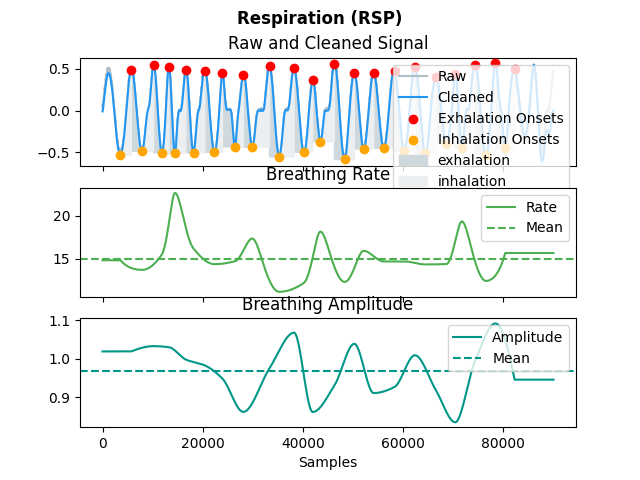 Respiration (RSP)
Raw and Cleaned Signal
0.5
0.0
−0.5
Raw
Cleaned
Exhalation Onsets
Inhalation Onsets
exhalation
inhalation
Breathing Rate
20
15
Rate
Mean
Breathing Amplitude
1.1
1.0
0.9
Amplitude
Mean
0
20000
40000
60000
80000
Samples